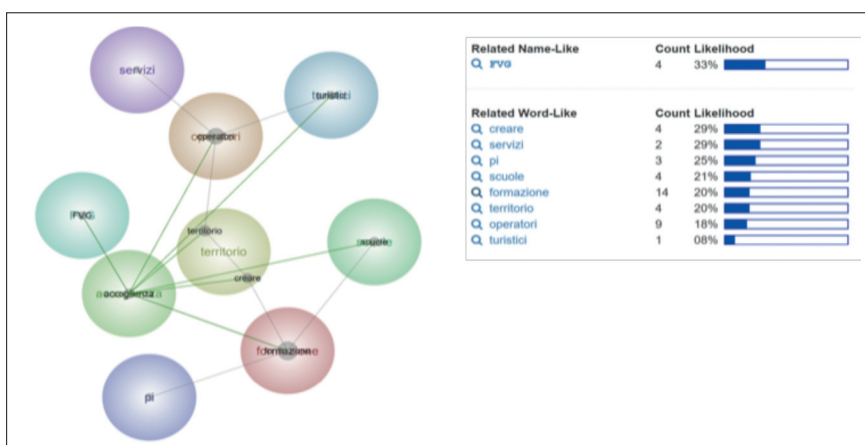 servizi
turistici
operatori
FVG
territorio
territorio
scuole
creare
accoglienza
formazione
pi
Related Name-Like Count Likelihood
FVG 4 33%
Related Word-Like Count Likelihood
creare 4 29%
servizi 2 29%
pi 3 25%
scuole 4 21%
formazione 14 20%
territorio 4 20%
operatori 9 18%
turistici 1 08%